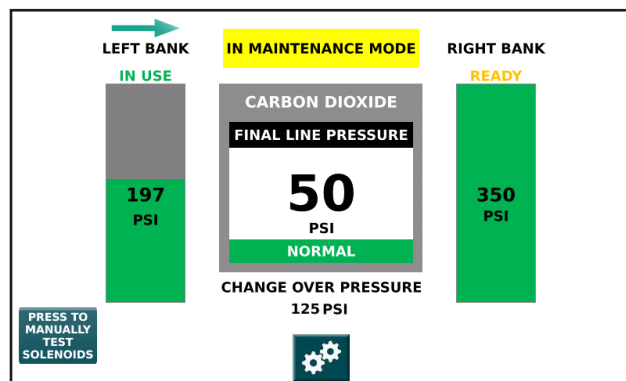 LEFT BANK
IN USE
197
PSI
IN MAINTENANCE MODE
CARBON DIOXIDE
FINAL LINE PRESSURE
50
PSI
NORMAL
CHANGE OVER PRESSURE
125 PSI
RIGHT BANK
READY
350
PSI
PRESS TO
MANUALLY
TEST
SOLENOIDS